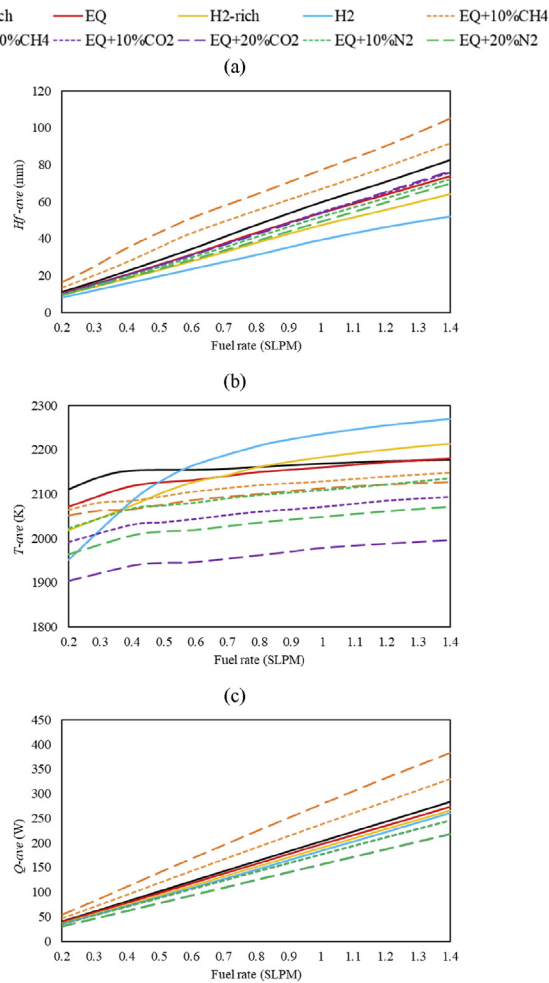 ch EQ H2-rich H2 EQ+10%CH4
0%CH4 EQ+10%CO2 EQ+20%CO2 EQ+10%N2 EQ+20%N2
(a)
120
100
80
60
40
20
0
Hf-ave (mm)
0.2 0.3 0.4 0.5 0.6 0.7 0.8 0.9 1 1.1 1.2 1.3 1.4
Fuel rate (SLPM)
(b)
2300
2200
2100
2000
1900
1800
T-ave (K)
0.2 0.3 0.4 0.5 0.6 0.7 0.8 0.9 1 1.1 1.2 1.3 1.4
Fuel rate (SLPM)
(c)
450
400
350
300
250
200
150
100
50
0
Q-ave (W)
0.2 0.3 0.4 0.5 0.6 0.7 0.8 0.9 1 1.1 1.2 1.3 1.4
Fuel rate (SLPM)